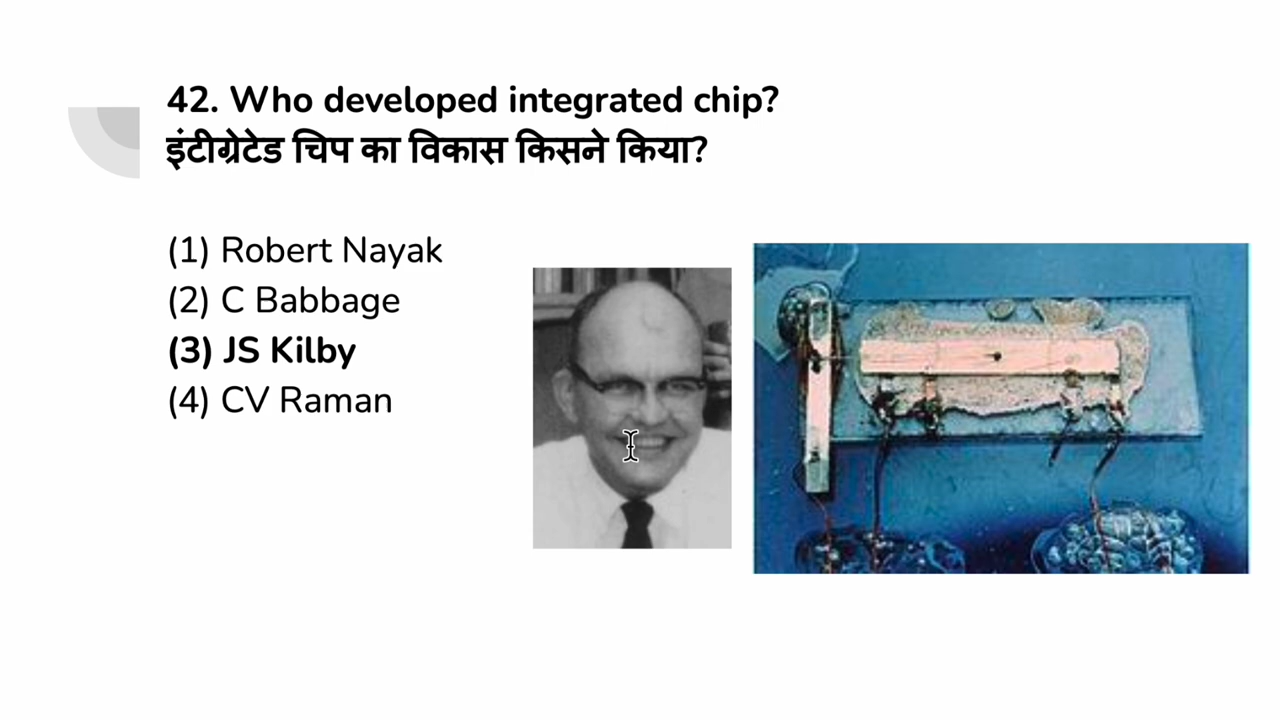 42. Who developed integrated chip?
इंटीग्रेटेड चिप का विकास किसने किया?
(1) Robert Nayak
(2) C Babbage
(3) JS Kilby
(4) CV Raman